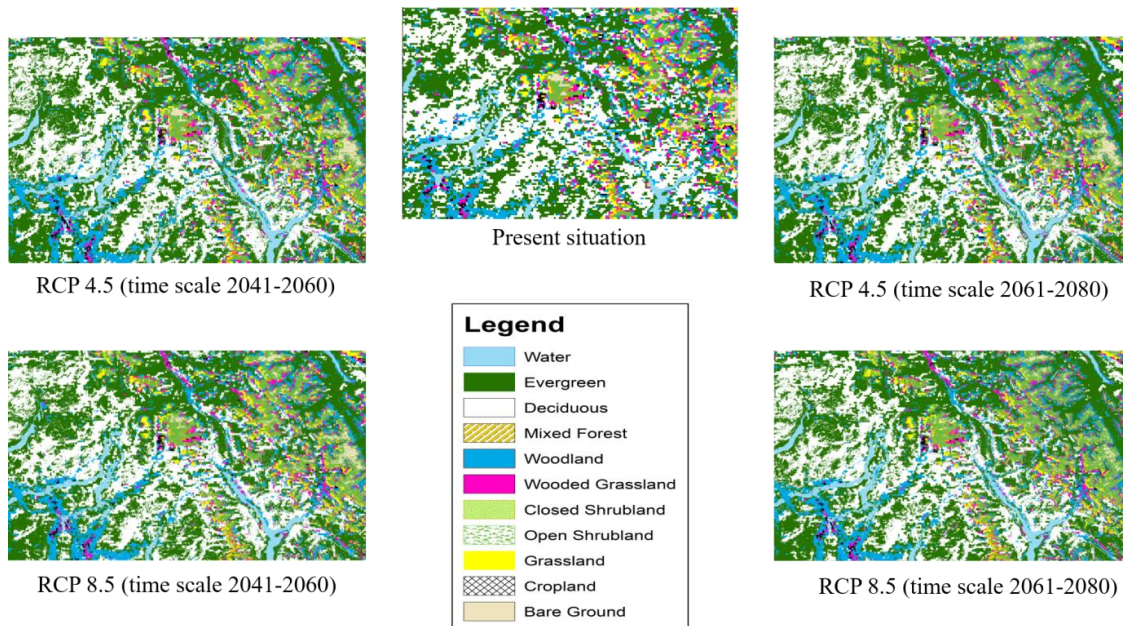 Present situation
RCP 4.5 (time scale 2041-2060)
RCP 4.5 (time scale 2061-2080)
Legend
Water
Evergreen
Deciduous
Mixed Forest
Woodland
Wooded Grassland
Closed Shrubland
Open Shrubland
Grassland
Cropland
Bare Ground
RCP 8.5 (time scale 2041-2060)
RCP 8.5 (time scale 2061-2080)